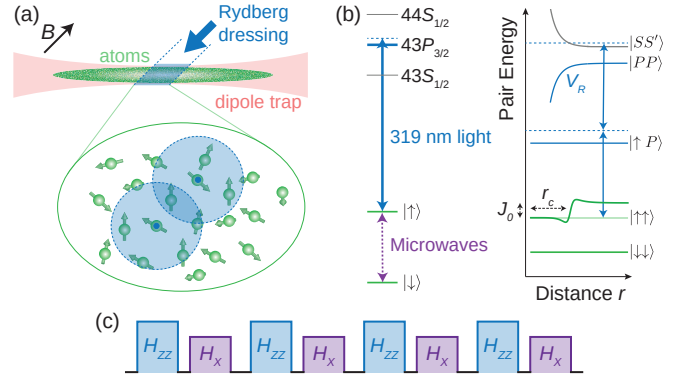 (a)
B
Rydberg
dressing
atoms
dipole trap
(b)
44S1/2
43P3/2
43S1/2
319 nm light
|↑⟩
Microwaves
|↓⟩
Pair Energy
|SS′⟩
|PP⟩
VR
|↑ P⟩
rc
J0
|↑↑⟩
|↓↓⟩
Distance r
(c)
HZZ HX HZZ HX HZZ HX HZZ HX